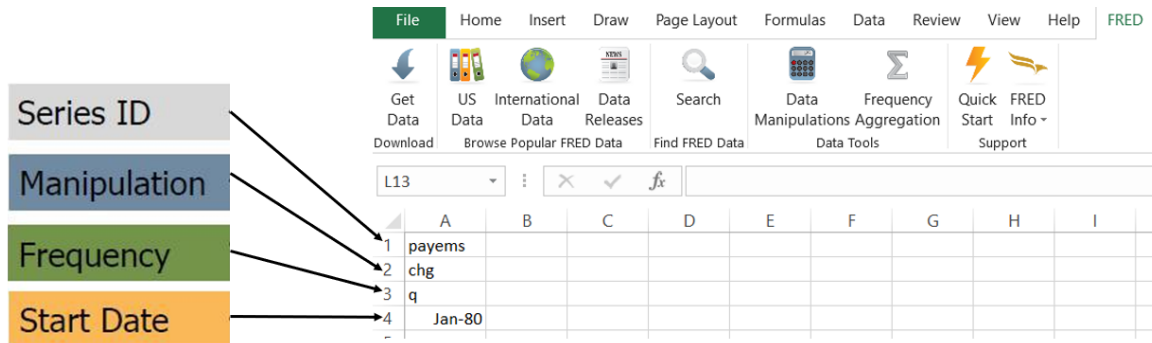 File Home Insert Draw Page Layout Formulas Data Review View Help FRED
Get Data
US Data
International Data
Data Releases
Search
Data Manipulations
Frequency Aggregation
Quick Start
FRED Info
Download
Browse Popular FRED Data
Find FRED Data
Data Tools
Support
NEWS
L13
fx
A B C D E F G H I
Series ID
Manipulation
Frequency
Start Date
1 payems
2 chg
3 q
4 Jan-80